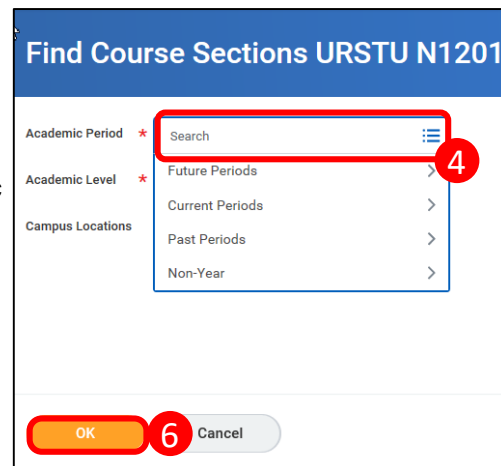 Find Course Sections URSTU N1201
Academic Period * Search
4
Academic Level * Future Periods >
Current Periods >
Campus Locations
Past Periods >
Non-Year >
OK 6 Cancel